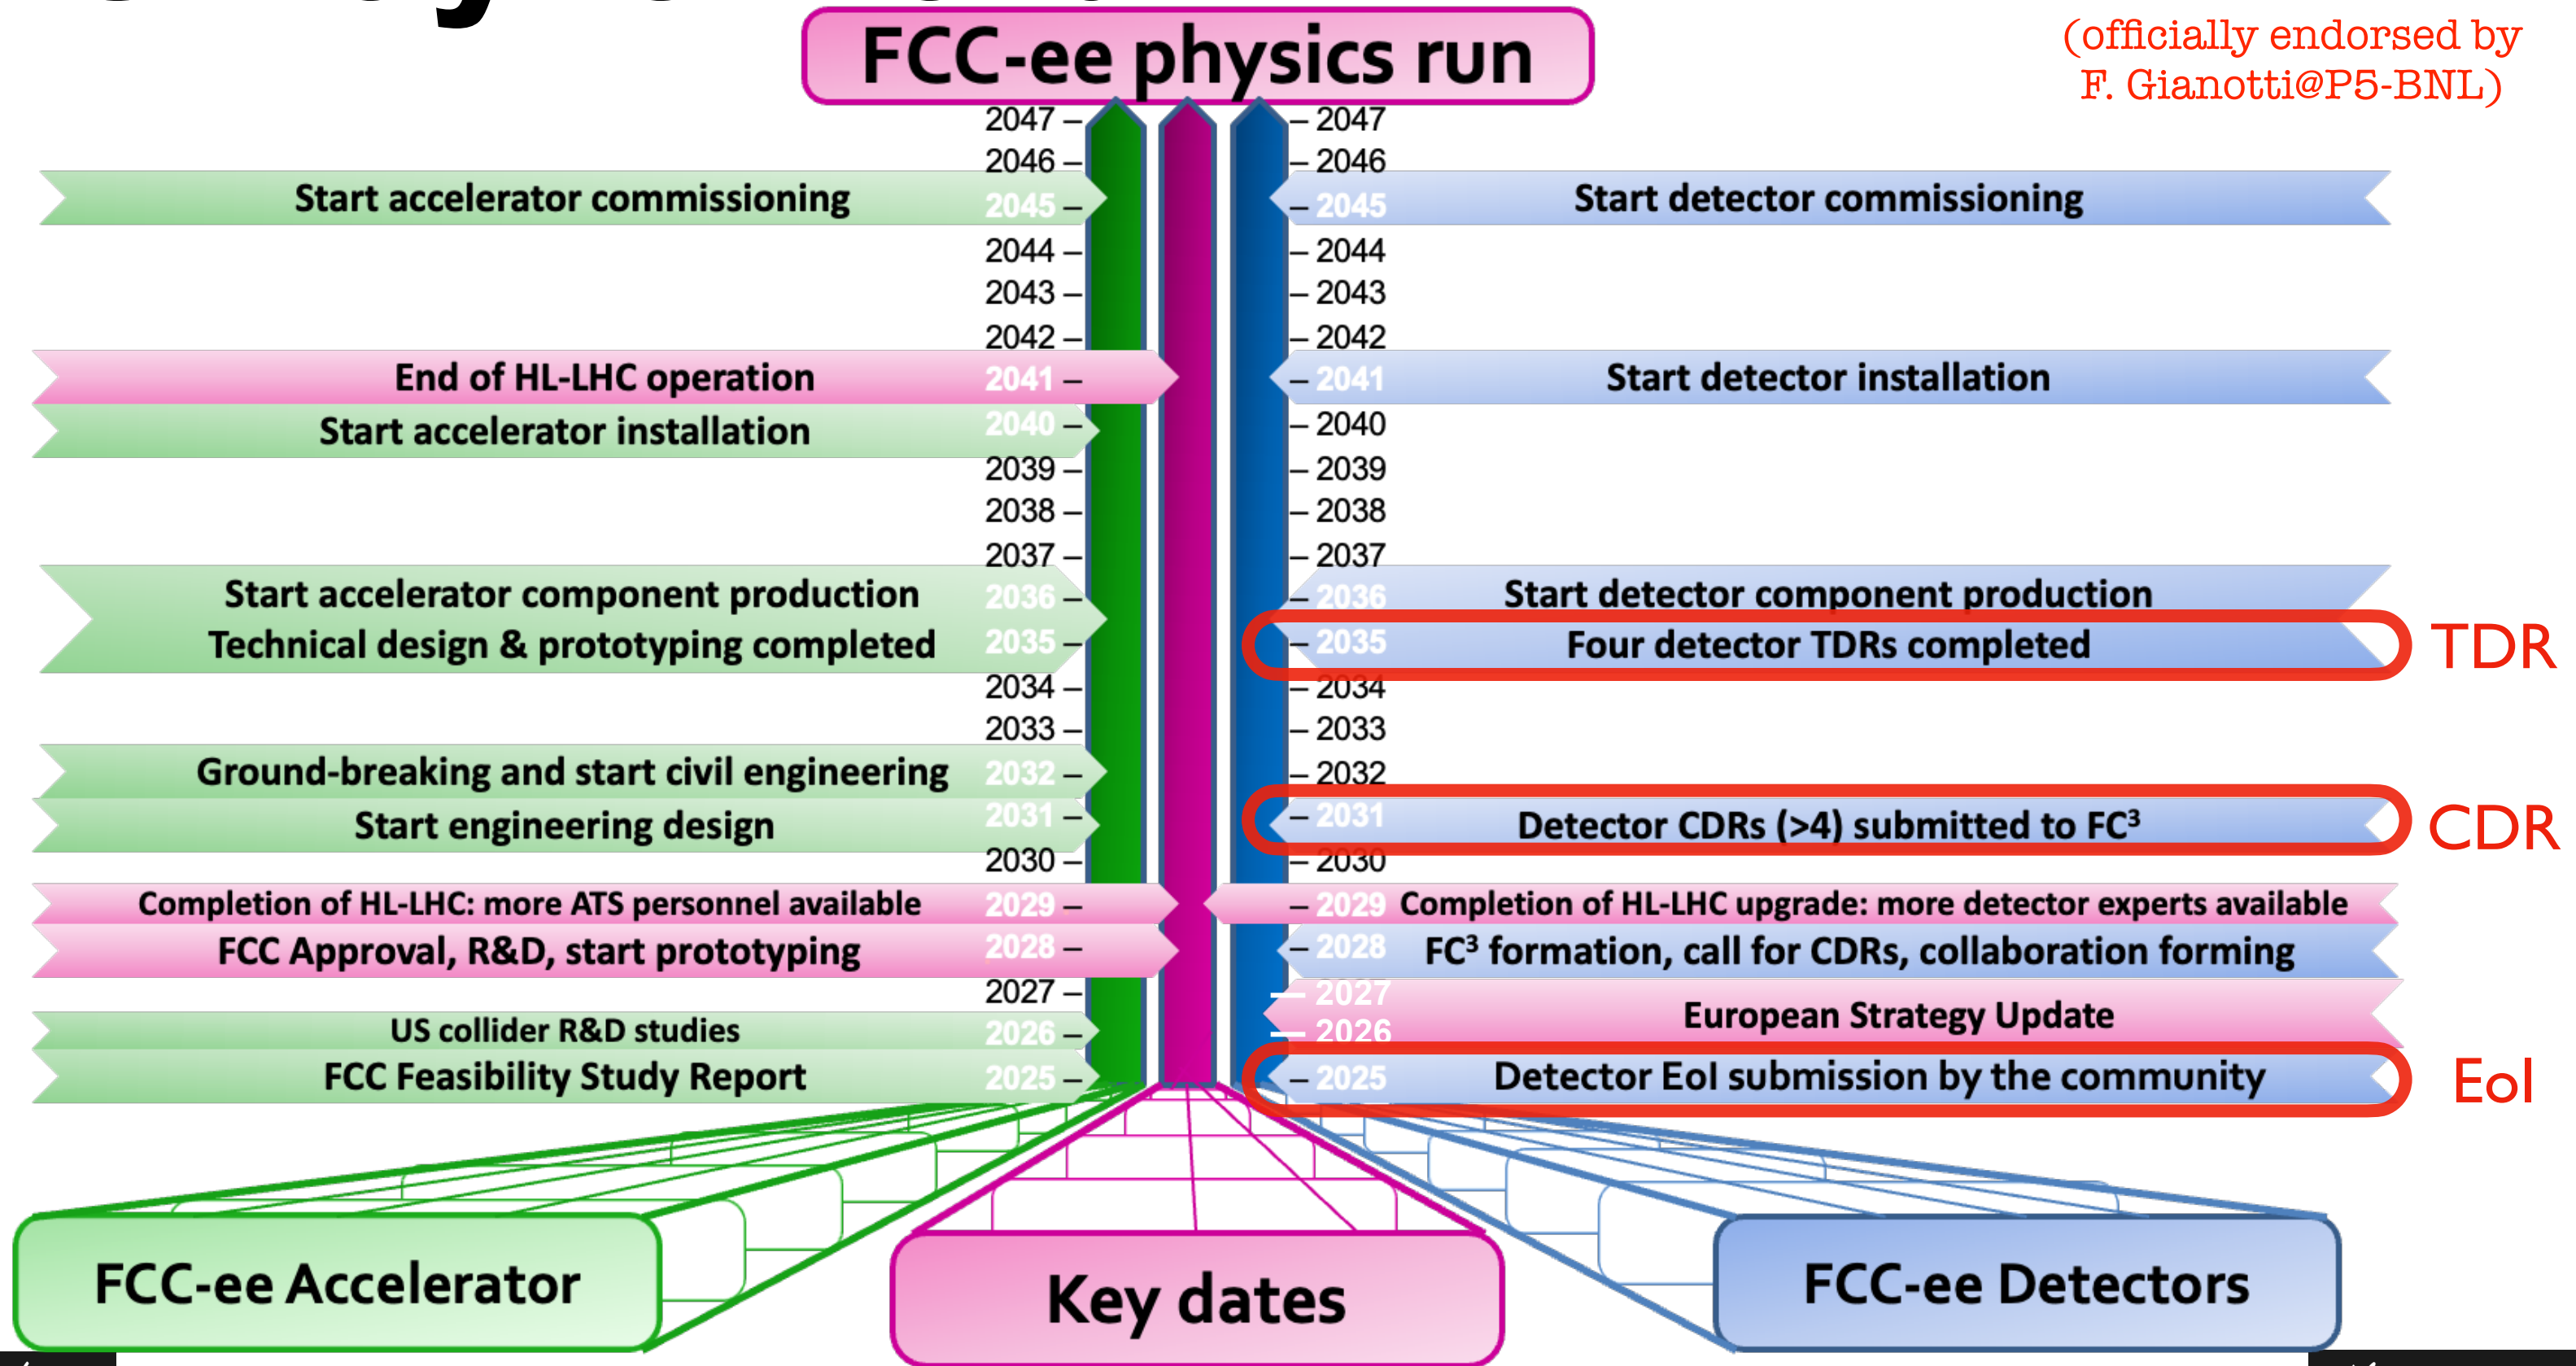 FCC-ee physics run
(officially endorsed by
F. Gianotti@P5-BNL)
2047 – – 2047
2046 – – 2046
Start accelerator commissioning 2045 – – 2045 Start detector commissioning
2044 – – 2044
2043 – – 2043
2042 – – 2042
End of HL-LHC operation 2041 – – 2041 Start detector installation
Start accelerator installation 2040 – – 2040
2039 – – 2039
2038 – – 2038
2037 – – 2037
Start accelerator component production 2036 – – 2036 Start detector component production
Technical design & prototyping completed 2035 – – 2035 Four detector TDRs completed TDR
2034 – – 2034
2033 – – 2033
Ground-breaking and start civil engineering 2032 – – 2032
Start engineering design 2031 – – 2031 Detector CDRs (>4) submitted to FC³ CDR
2030 – – 2030
Completion of HL-LHC: more ATS personnel available 2029 – – 2029 Completion of HL-LHC upgrade: more detector experts available
FCC Approval, R&D, start prototyping 2028 – – 2028 FC³ formation, call for CDRs, collaboration forming
2027 – — 2027
European Strategy Update
US collider R&D studies 2026 – — 2026
FCC Feasibility Study Report 2025 – – 2025 Detector EoI submission by the community EoI
FCC-ee Accelerator
Key dates
FCC-ee Detectors